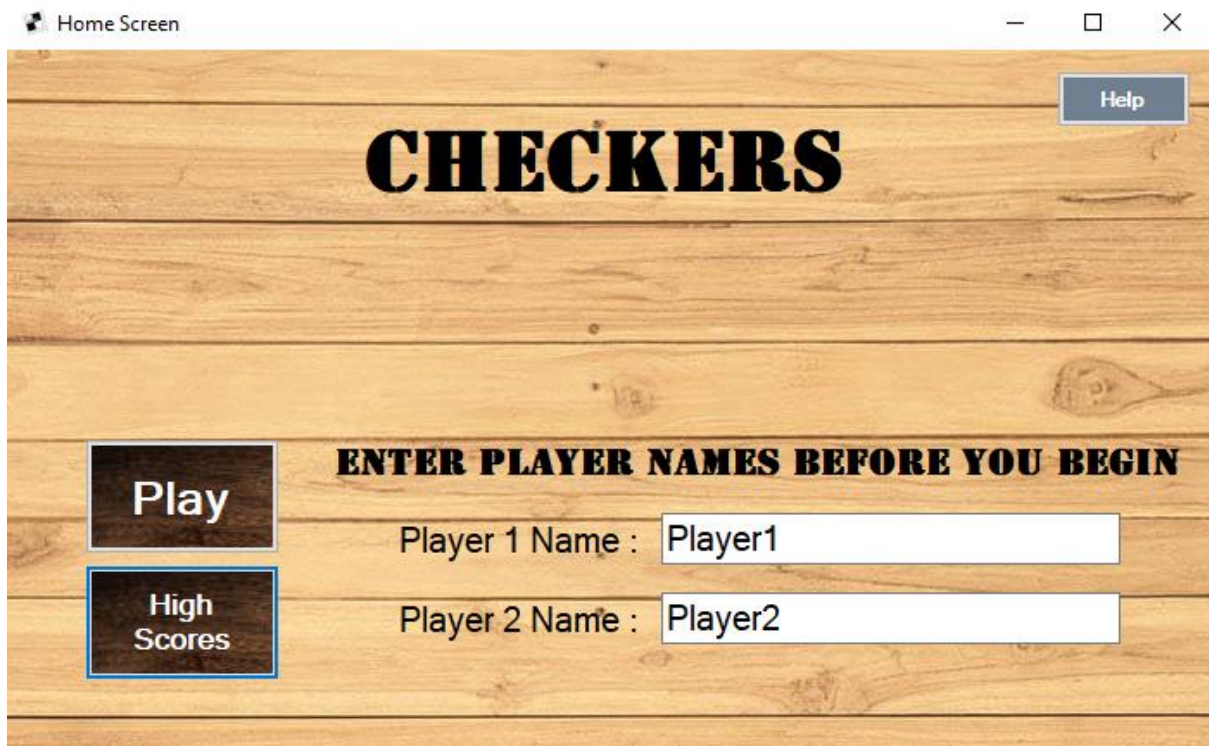 Home Screen
Help
CHECKERS
ENTER PLAYER NAMES BEFORE YOU BEGIN
Play
Player 1 Name : Player1
High
Scores
Player 2 Name : Player2